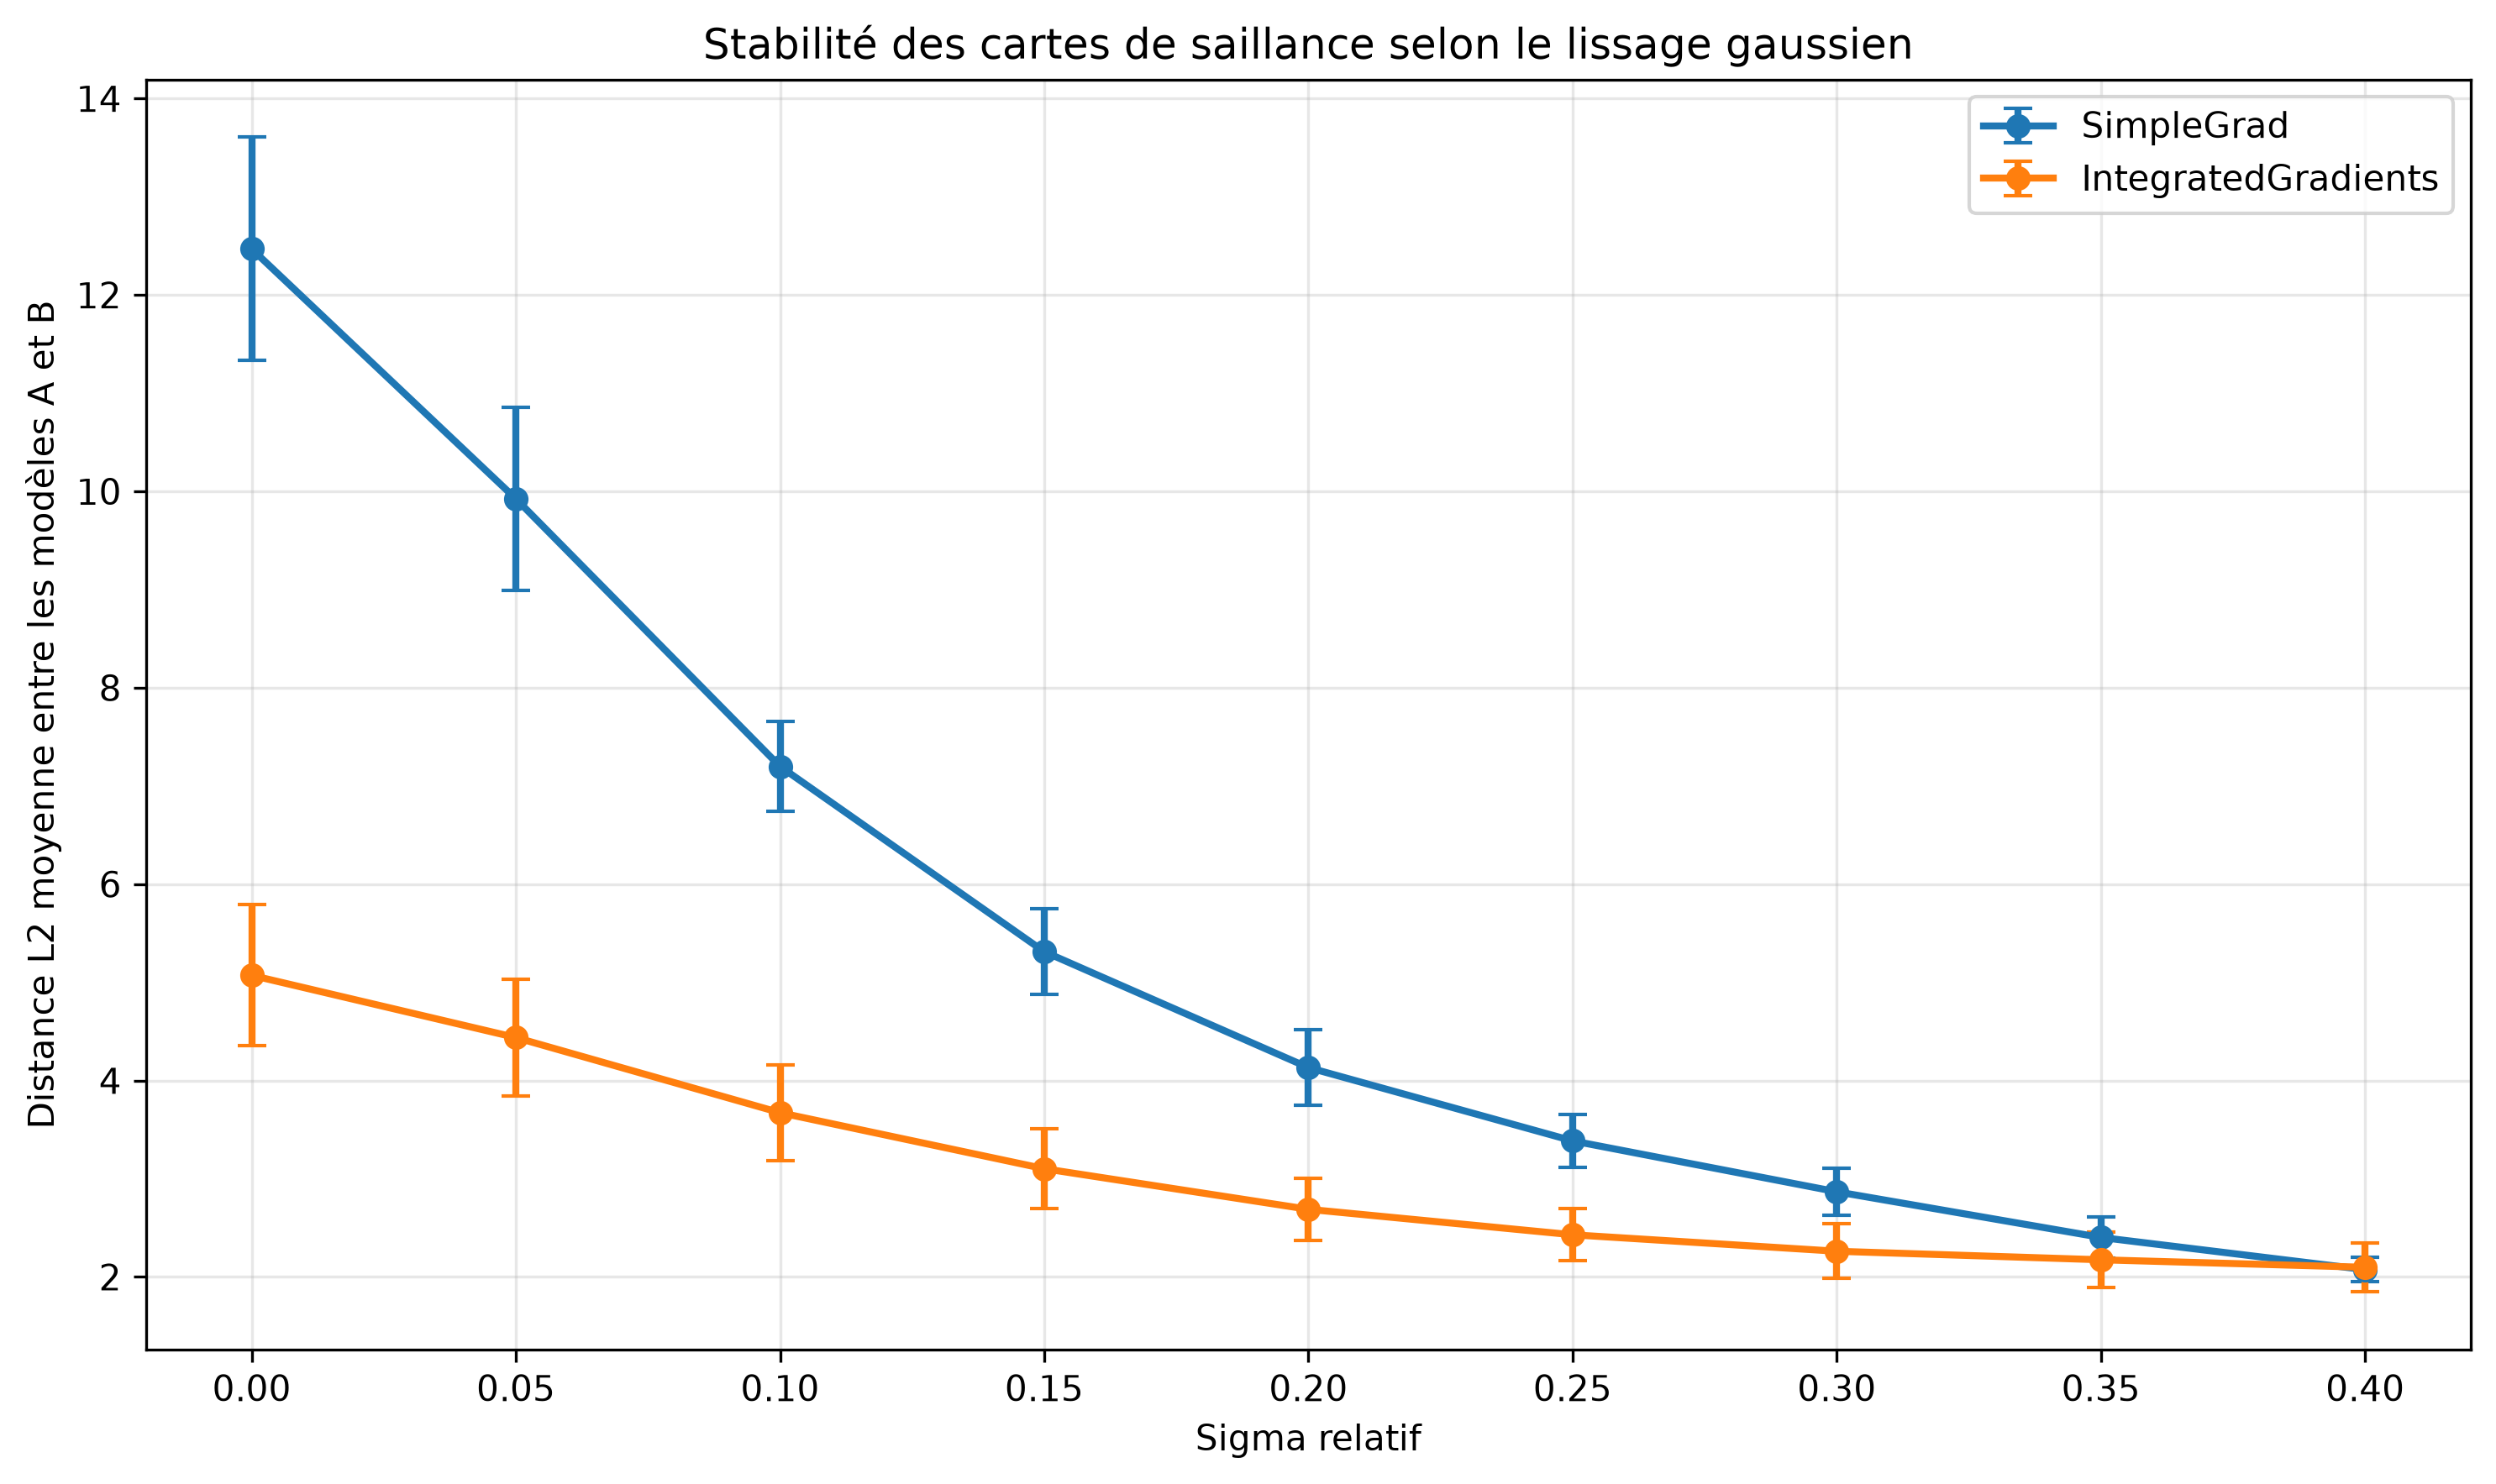 Stabilité des cartes de saillance selon le lissage gaussien
SimpleGrad
IntegratedGradients
Distance L2 moyenne entre les modèles A et B
14
12
10
8
6
4
2
0.00 0.05 0.10 0.15 0.20 0.25 0.30 0.35 0.40
Sigma relatif